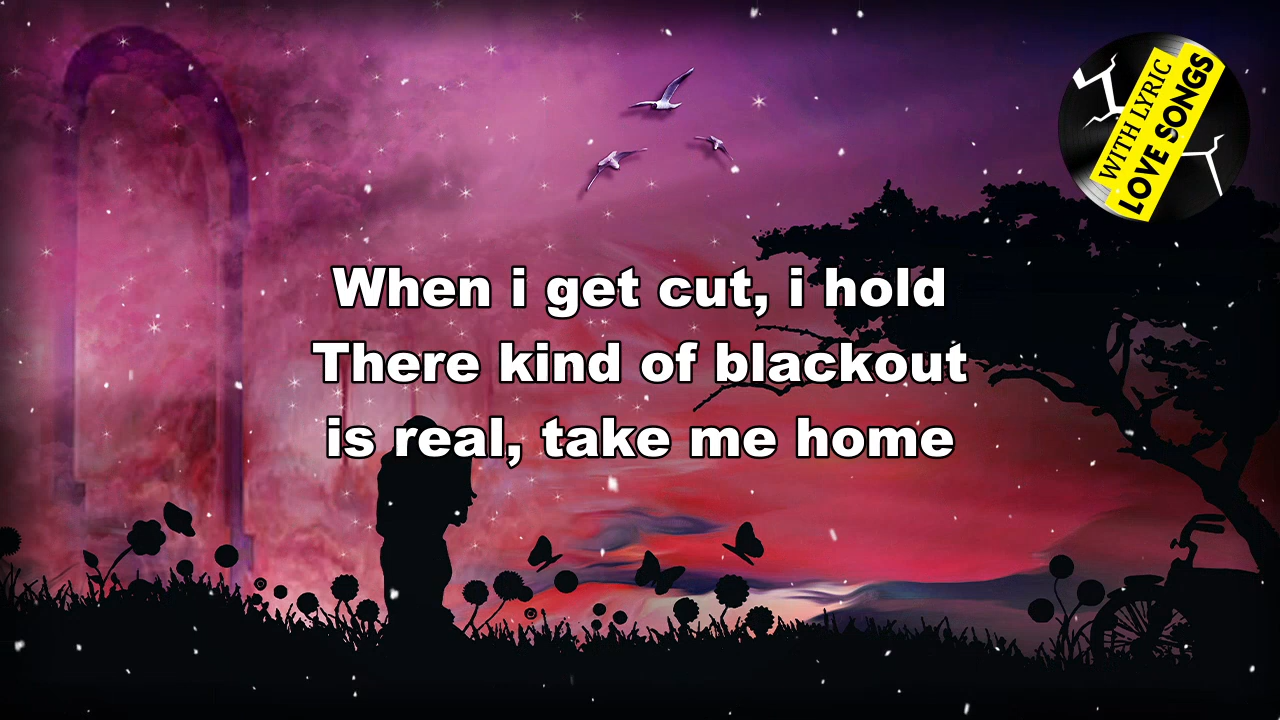 WITH LYRIC
LOVE SONGS
When i get cut, i hold
There kind of blackout
is real, take me home